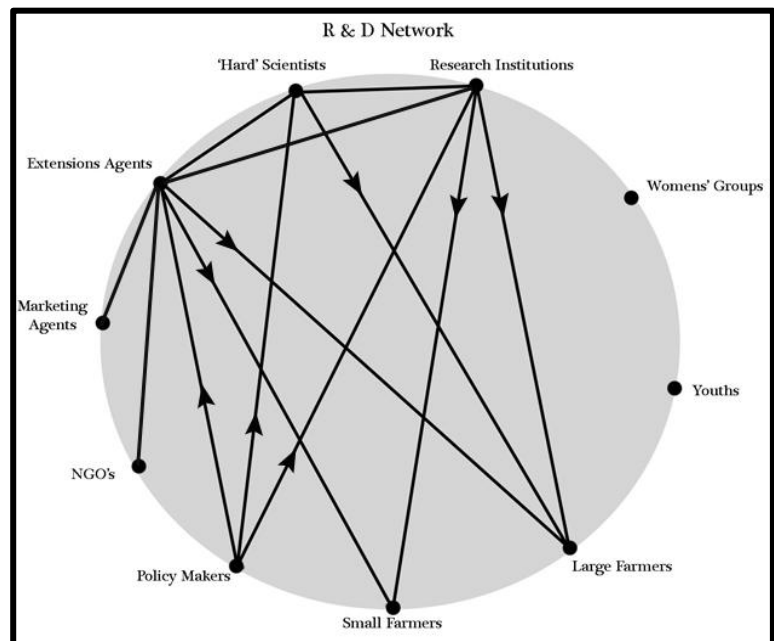 R & D Network
‘Hard’ Scientists
Research Institutions
Extensions Agents
Womens’ Groups
Marketing
Agents
Youths
NGO’s
Policy Makers
Large Farmers
Small Farmers